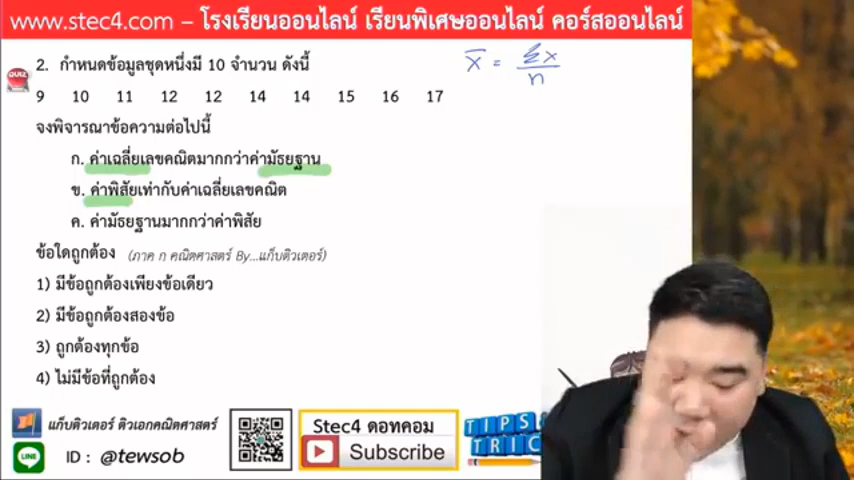 www.stec4.com – โรงเรียนออนไลน์ เรียนพิเศษออนไลน์ คอร์สออนไลน์
QUIZ
2. กำหนดข้อมูลชุดหนึ่งมี 10 จำนวน ดังนี้
x̄ = Σx/n
9 10 11 12 12 14 14 15 16 17
จงพิจารณาข้อความต่อไปนี้
ก. ค่าเฉลี่ยเลขคณิตมากกว่าค่ามัธยฐาน
ข. ค่าพิสัยเท่ากับค่าเฉลี่ยเลขคณิต
ค. ค่ามัธยฐานมากกว่าค่าพิสัย
ข้อใดถูกต้อง (ภาค ก คณิตศาสตร์ By...แก็บติวเตอร์)
1) มีข้อถูกต้องเพียงข้อเดียว
2) มีข้อถูกต้องสองข้อ
3) ถูกต้องทุกข้อ
4) ไม่มีข้อที่ถูกต้อง
แก็บติวเตอร์ ติวเอกคณิตศาสตร์
Stec4 ดอทคอม
TIPS &
TRIC
Subscribe
LINE
ID : @tewsob